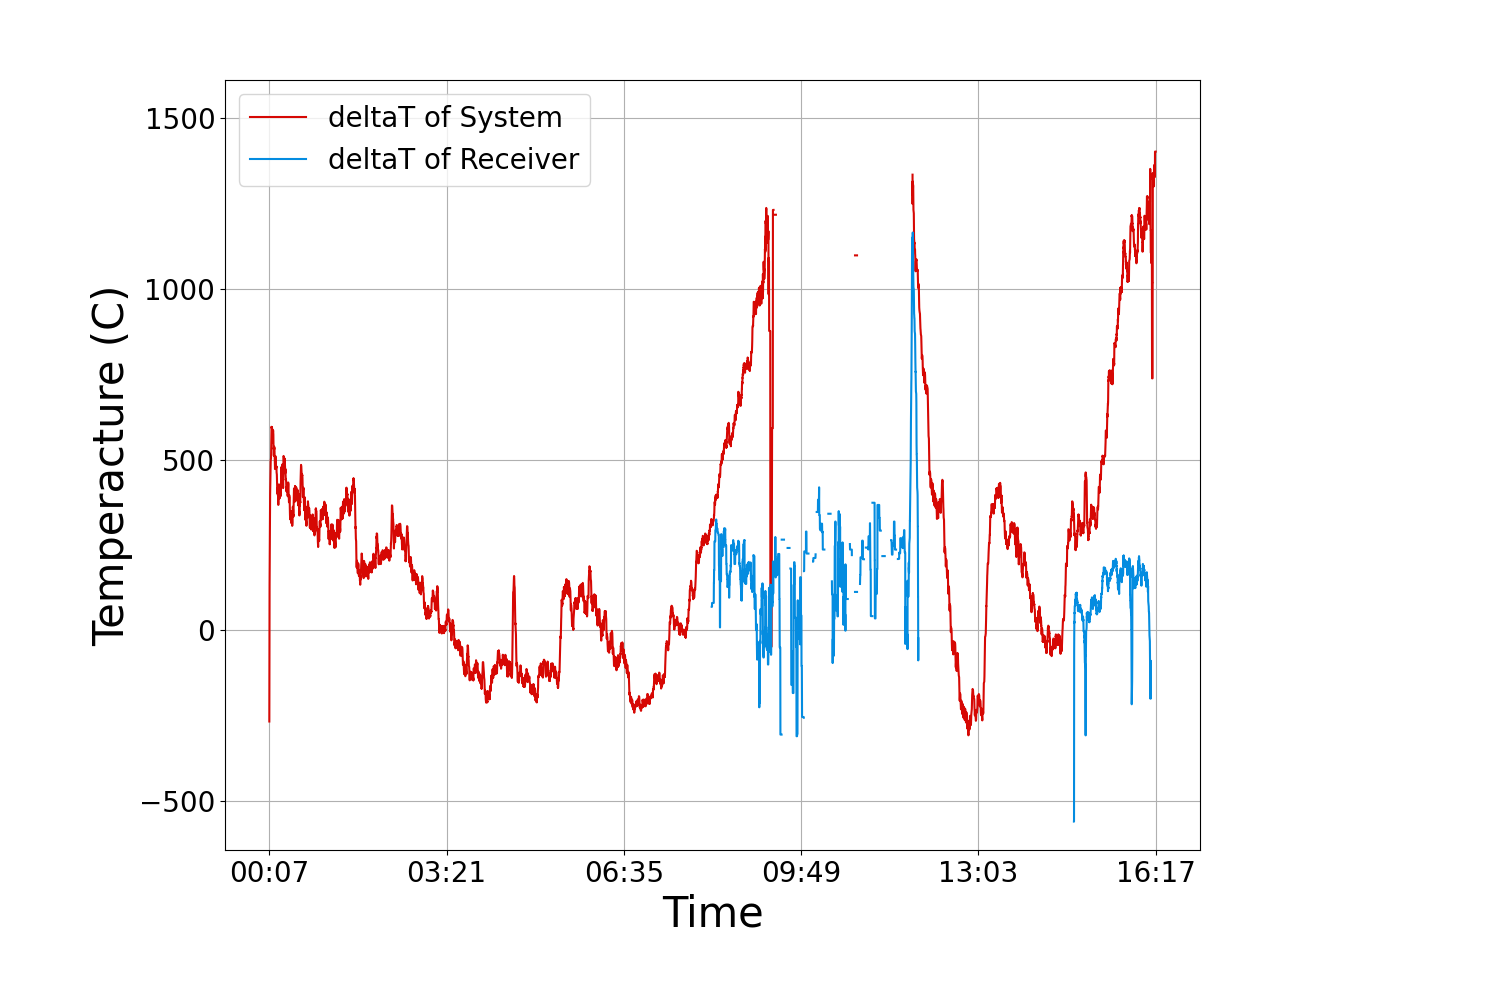 deltaT of System
deltaT of Receiver
1500
1000
500
0
−500
Temperacture (C)
00:07 03:21 06:35 09:49 13:03 16:17
Time